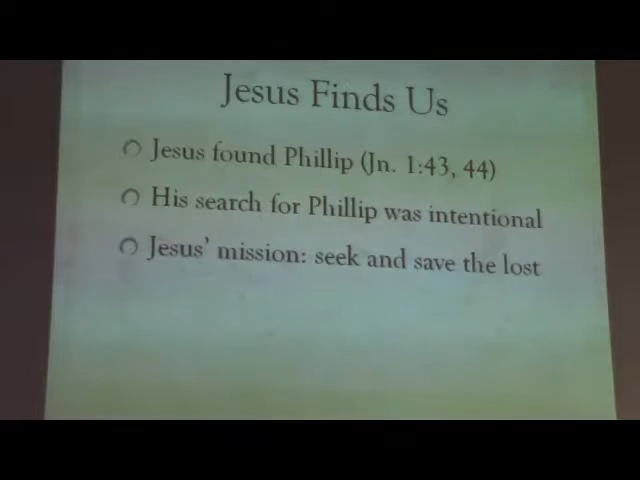 Jesus Finds Us
Jesus found Phillip (Jn. 1:43, 44)
His search for Phillip was intentional
Jesus' mission: seek and save the lost